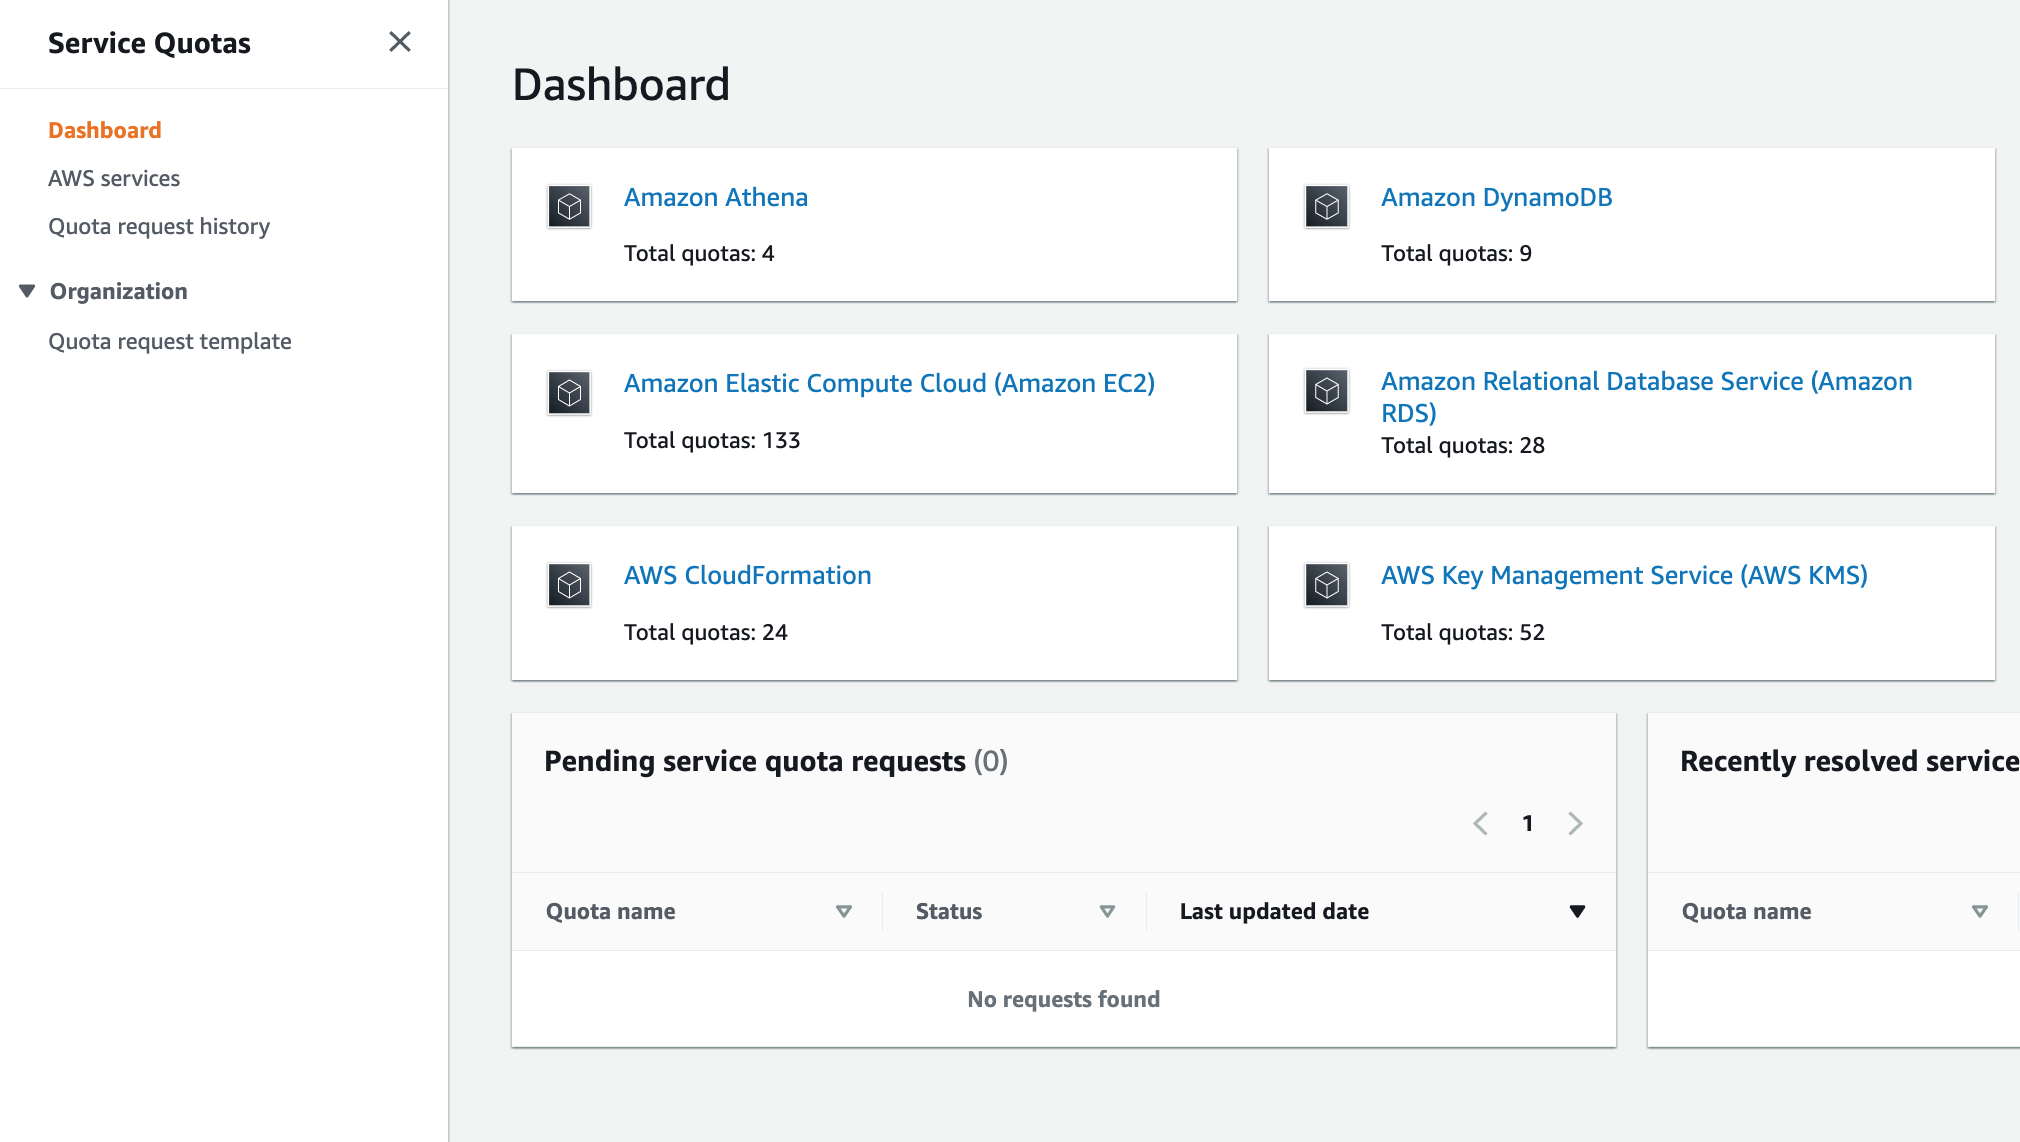 Service Quotas
Dashboard
AWS services
Quota request history
Organization
Quota request template
Dashboard
Amazon Athena
Total quotas: 4
Amazon DynamoDB
Total quotas: 9
Amazon Elastic Compute Cloud (Amazon EC2)
Total quotas: 133
Amazon Relational Database Service (Amazon
RDS)
Total quotas: 28
AWS CloudFormation
Total quotas: 24
AWS Key Management Service (AWS KMS)
Total quotas: 52
Pending service quota requests (0)
1
Quota name
Status
Last updated date
No requests found
Recently resolved service
Quota name